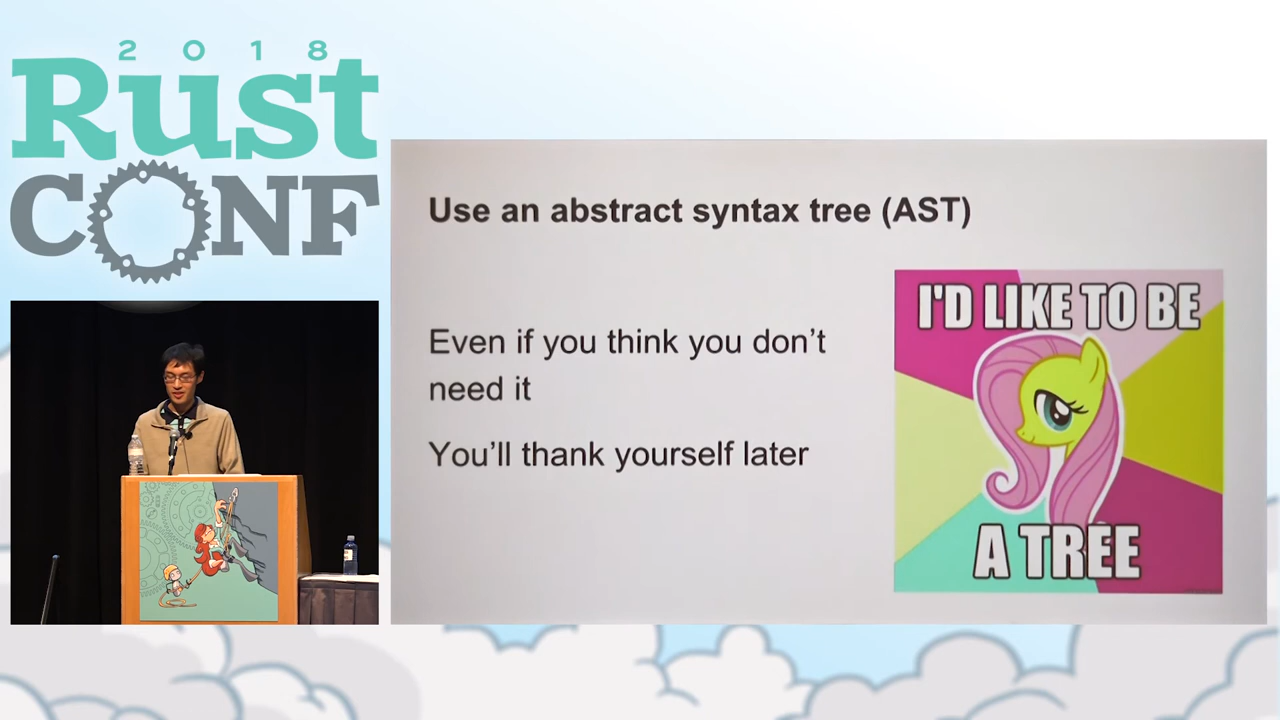 2018
Rust
CONF
Use an abstract syntax tree (AST)
Even if you think you don't
need it
You'll thank yourself later
I'D LIKE TO BE
A TREE